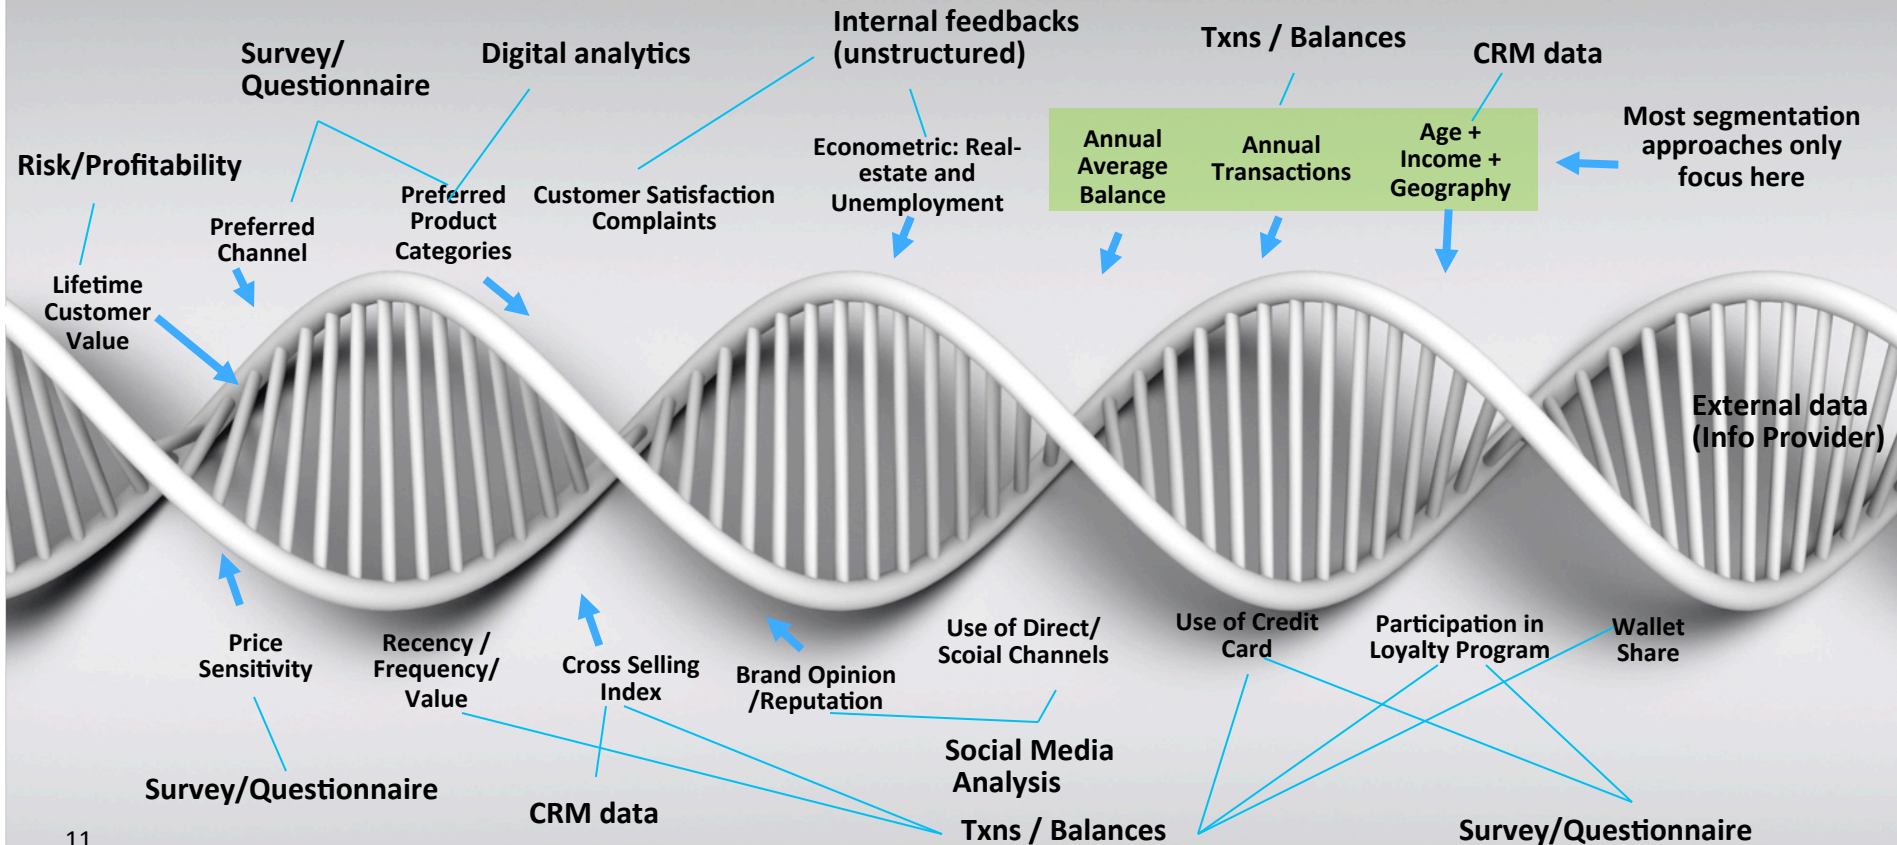 Survey/
Questionnaire
Digital analytics
Internal feedbacks
(unstructured)
Txns / Balances
CRM data
Most segmentation
approaches only
focus here
Risk/Profitability
Preferred
Channel
Preferred
Product
Categories
Customer Satisfaction
Complaints
Econometric: Real-
estate and
Unemployment
Annual
Average
Balance
Annual
Transactions
Age +
Income +
Geography
Lifetime
Customer
Value
External data
(Info Provider)
Price
Sensitivity
Recency /
Frequency/
Value
Cross Selling
Index
Brand Opinion
/Reputation
Use of Direct/
Scoial Channels
Use of Credit
Card
Participation in
Loyalty Program
Wallet
Share
Survey/Questionnaire
CRM data
Social Media
Analysis
Txns / Balances
Survey/Questionnaire
11